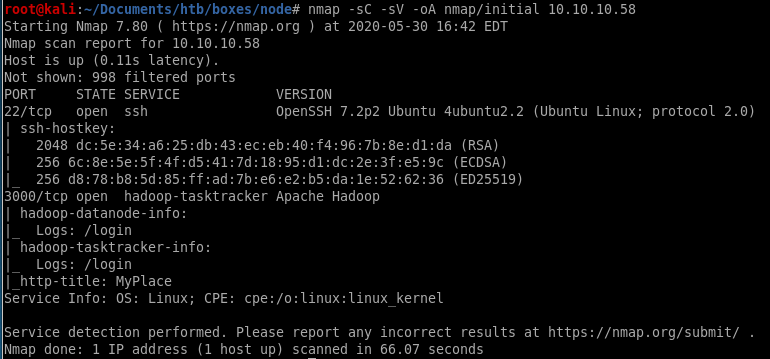 root@kali:~/Documents/htb/boxes/node# nmap -sC -sV -oA nmap/initial 10.10.10.58
Starting Nmap 7.80 ( https://nmap.org ) at 2020-05-30 16:42 EDT
Nmap scan report for 10.10.10.58
Host is up (0.11s latency).
Not shown: 998 filtered ports
PORT     STATE SERVICE            VERSION
22/tcp   open  ssh                OpenSSH 7.2p2 Ubuntu 4ubuntu2.2 (Ubuntu Linux; protocol 2.0)
| ssh-hostkey:
|   2048 dc:5e:34:a6:25:db:43:ec:eb:40:f4:96:7b:8e:d1:da (RSA)
|   256 6c:8e:5e:5f:4f:d5:41:7d:18:95:d1:dc:2e:3f:e5:9c (ECDSA)
|_  256 d8:78:b8:5d:85:ff:ad:7b:e6:e2:b5:da:1e:52:62:36 (ED25519)
3000/tcp open  hadoop-tasktracker Apache Hadoop
| hadoop-datanode-info:
|_  Logs: /login
| hadoop-tasktracker-info:
|_  Logs: /login
|_http-title: MyPlace
Service Info: OS: Linux; CPE: cpe:/o:linux:linux_kernel

Service detection performed. Please report any incorrect results at https://nmap.org/submit/ .
Nmap done: 1 IP address (1 host up) scanned in 66.07 seconds